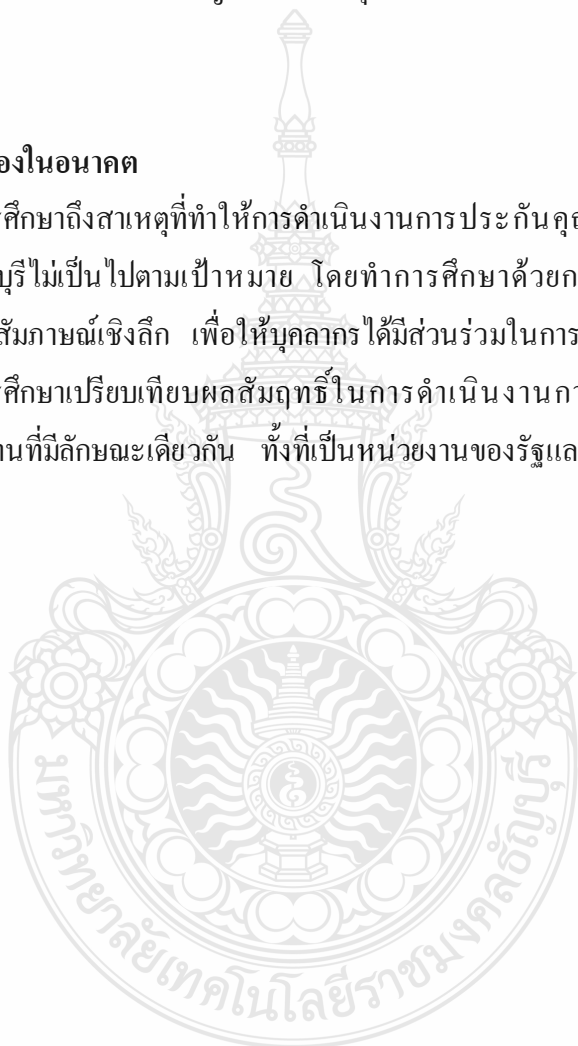 องในอนาคต
รศึกษาถึงสาเหตุที่ทำให้การดำเนินงานการประกันคุณ
บุรีไม่เป็นไปตามเป้าหมาย โดยทำการศึกษาด้วยก
สัมภาษณ์เชิงลึก เพื่อให้บุคลากรได้มีส่วนร่วมในการ
รศึกษาเปรียบเทียบผลสัมฤทธิ์ในการดำเนินงานกา
านที่มีลักษณะเดียวกัน ทั้งที่เป็นหน่วยงานของรัฐแล
มหาวิทยาลัยเทคโนโลยีราชมงคลธัญบุรี